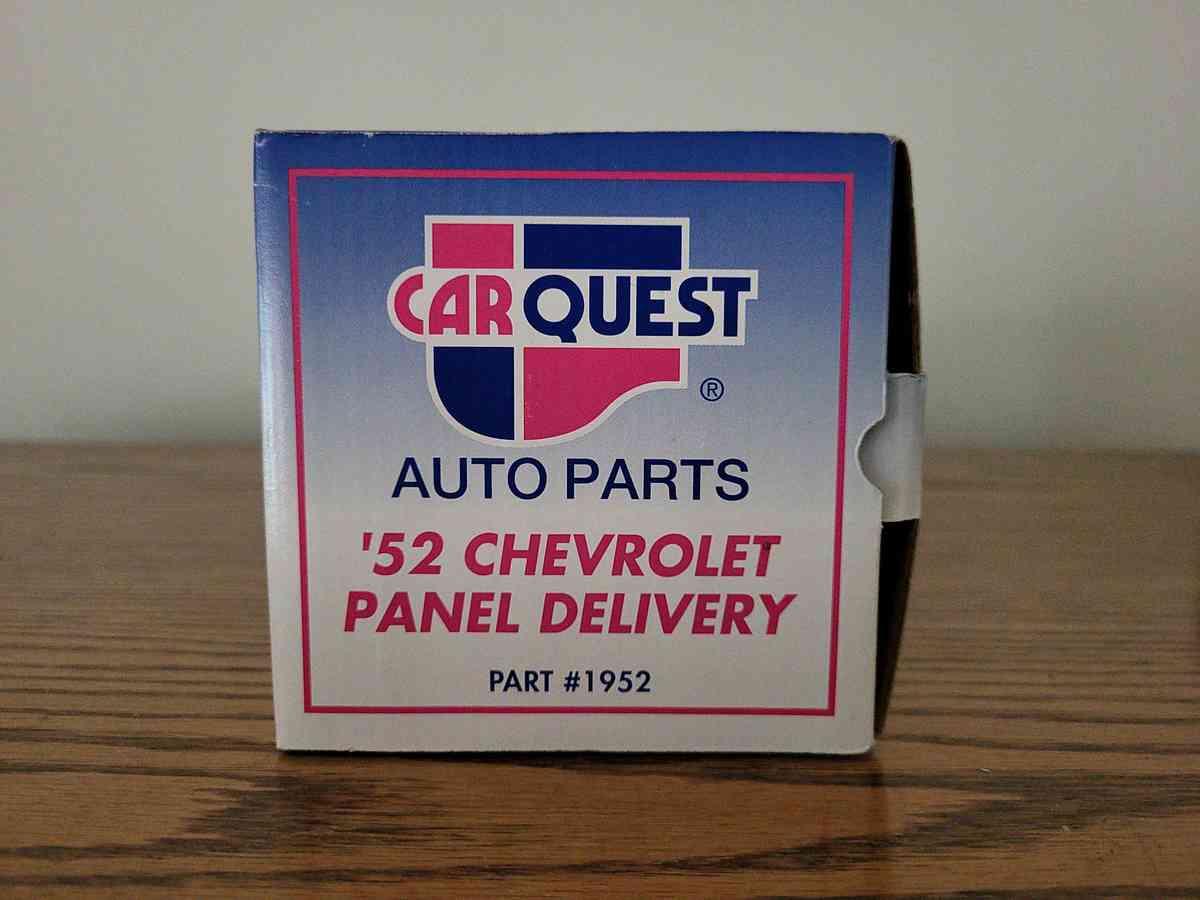 CARQUEST
®
AUTO PARTS
'52 CHEVROLET
PANEL DELIVERY
PART #1952